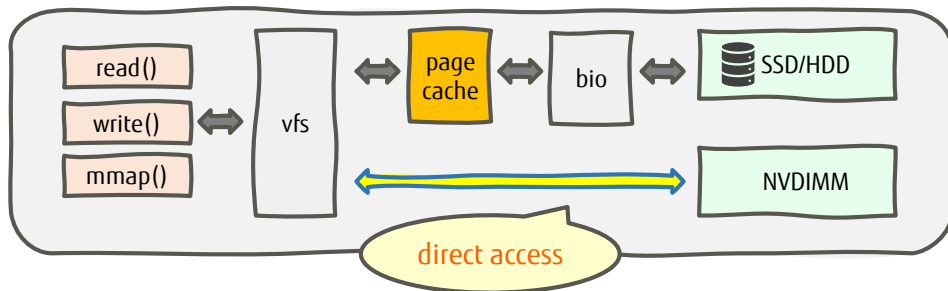 read()
write()
mmap()
vfs
page
cache
bio
SSD/HDD
NVDIMM
direct access